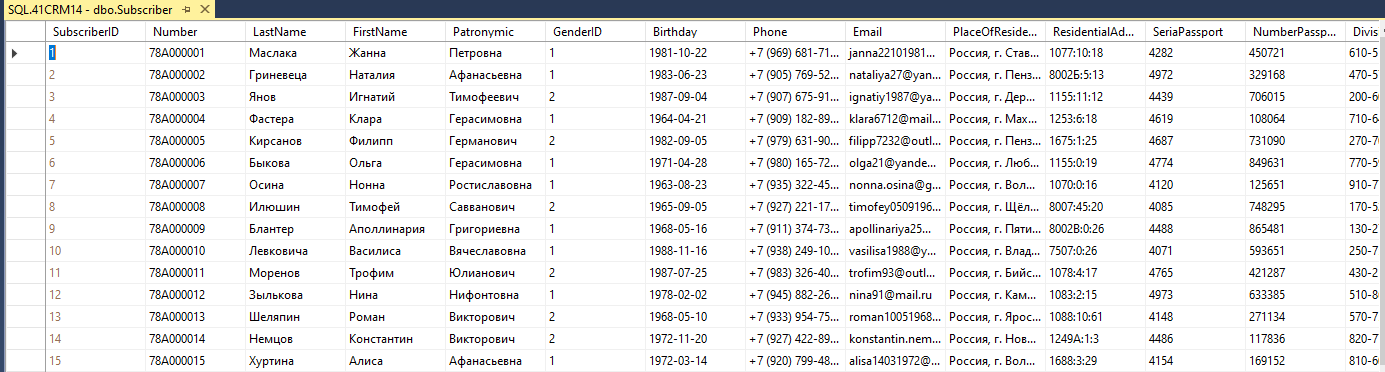 SQL.41CRM14 - dbo.Subscriber
SubscriberID Number LastName FirstName Patronymic GenderID Birthday Phone Email PlaceOfReside... ResidentialAd... SeriaPassport NumberPassp... Divis
1 78A000001 Маслака Жанна Петровна 1 1981-10-22 +7 (969) 681-71... janna22101981... Россия, г. Став... 1077:10:18 4282 450721 610-5
2 78A000002 Гриневеца Наталия Афанасьевна 1 1983-06-23 +7 (905) 769-52... nataliya27@yan... Россия, г. Пенз... 8002Б:5:13 4972 329168 470-5
3 78A000003 Янов Игнатий Тимофеевич 2 1987-09-04 +7 (907) 675-91... ignatiy1987@ya... Россия, г. Дер... 1155:11:12 4439 706015 200-6
4 78A000004 Фастера Клара Герасимовна 1 1964-04-21 +7 (909) 182-89... klara6712@mail... Россия, г. Мах... 1253:6:18 4619 108064 710-6
5 78A000005 Кирсанов Филипп Германович 2 1982-09-05 +7 (979) 631-90... filipp7232@outl... Россия, г. Пенз... 1675:1:25 4687 731090 270-7
6 78A000006 Быкова Ольга Герасимовна 1 1971-04-28 +7 (980) 165-72... olga21@yande... Россия, г. Люб... 1155:0:19 4774 849631 770-5
7 78A000007 Осина Нонна Ростиславовна 1 1963-08-23 +7 (935) 322-45... nonna.osina@g... Россия, г. Вол... 1070:0:16 4120 125651 910-7
8 78A000008 Илюшин Тимофей Савванович 2 1965-09-05 +7 (927) 221-17... timofey0509196... Россия, г. Щёл... 8007:45:20 4085 748295 170-5
9 78A000009 Блантер Аполлинария Григориевна 1 1968-05-16 +7 (911) 374-73... apollinariya25... Россия, г. Пяти... 8002В:0:26 4488 865481 130-2
10 78A000010 Левковича Василиса Вячеславовна 1 1988-11-16 +7 (938) 249-10... vasilisa1988@y... Россия, г. Влад... 7507:0:26 4071 593651 250-7
11 78A000011 Моренов Трофим Юлианович 2 1987-07-25 +7 (983) 326-40... trofim93@outl... Россия, г. Бийс... 1078:4:17 4765 421287 430-2
12 78A000012 Зылькова Нина Нифонтовна 1 1978-02-02 +7 (945) 882-26... nina91@mail.ru Россия, г. Кам... 1083:2:15 4973 633385 510-8
13 78A000013 Шеляпин Роман Викторович 2 1968-05-10 +7 (933) 954-75... roman10051968... Россия, г. Ярос... 1088:10:61 4148 271134 570-7
14 78A000014 Немцов Константин Викторович 2 1972-11-20 +7 (927) 422-89... konstantin.nem... Россия, г. Нов... 1249А:1:3 4486 117836 820-7
15 78A000015 Хуртина Алиса Афанасьевна 1 1972-03-14 +7 (920) 799-48... alisa14031972@... Россия, г. Вол... 1688:3:29 4154 169152 810-6